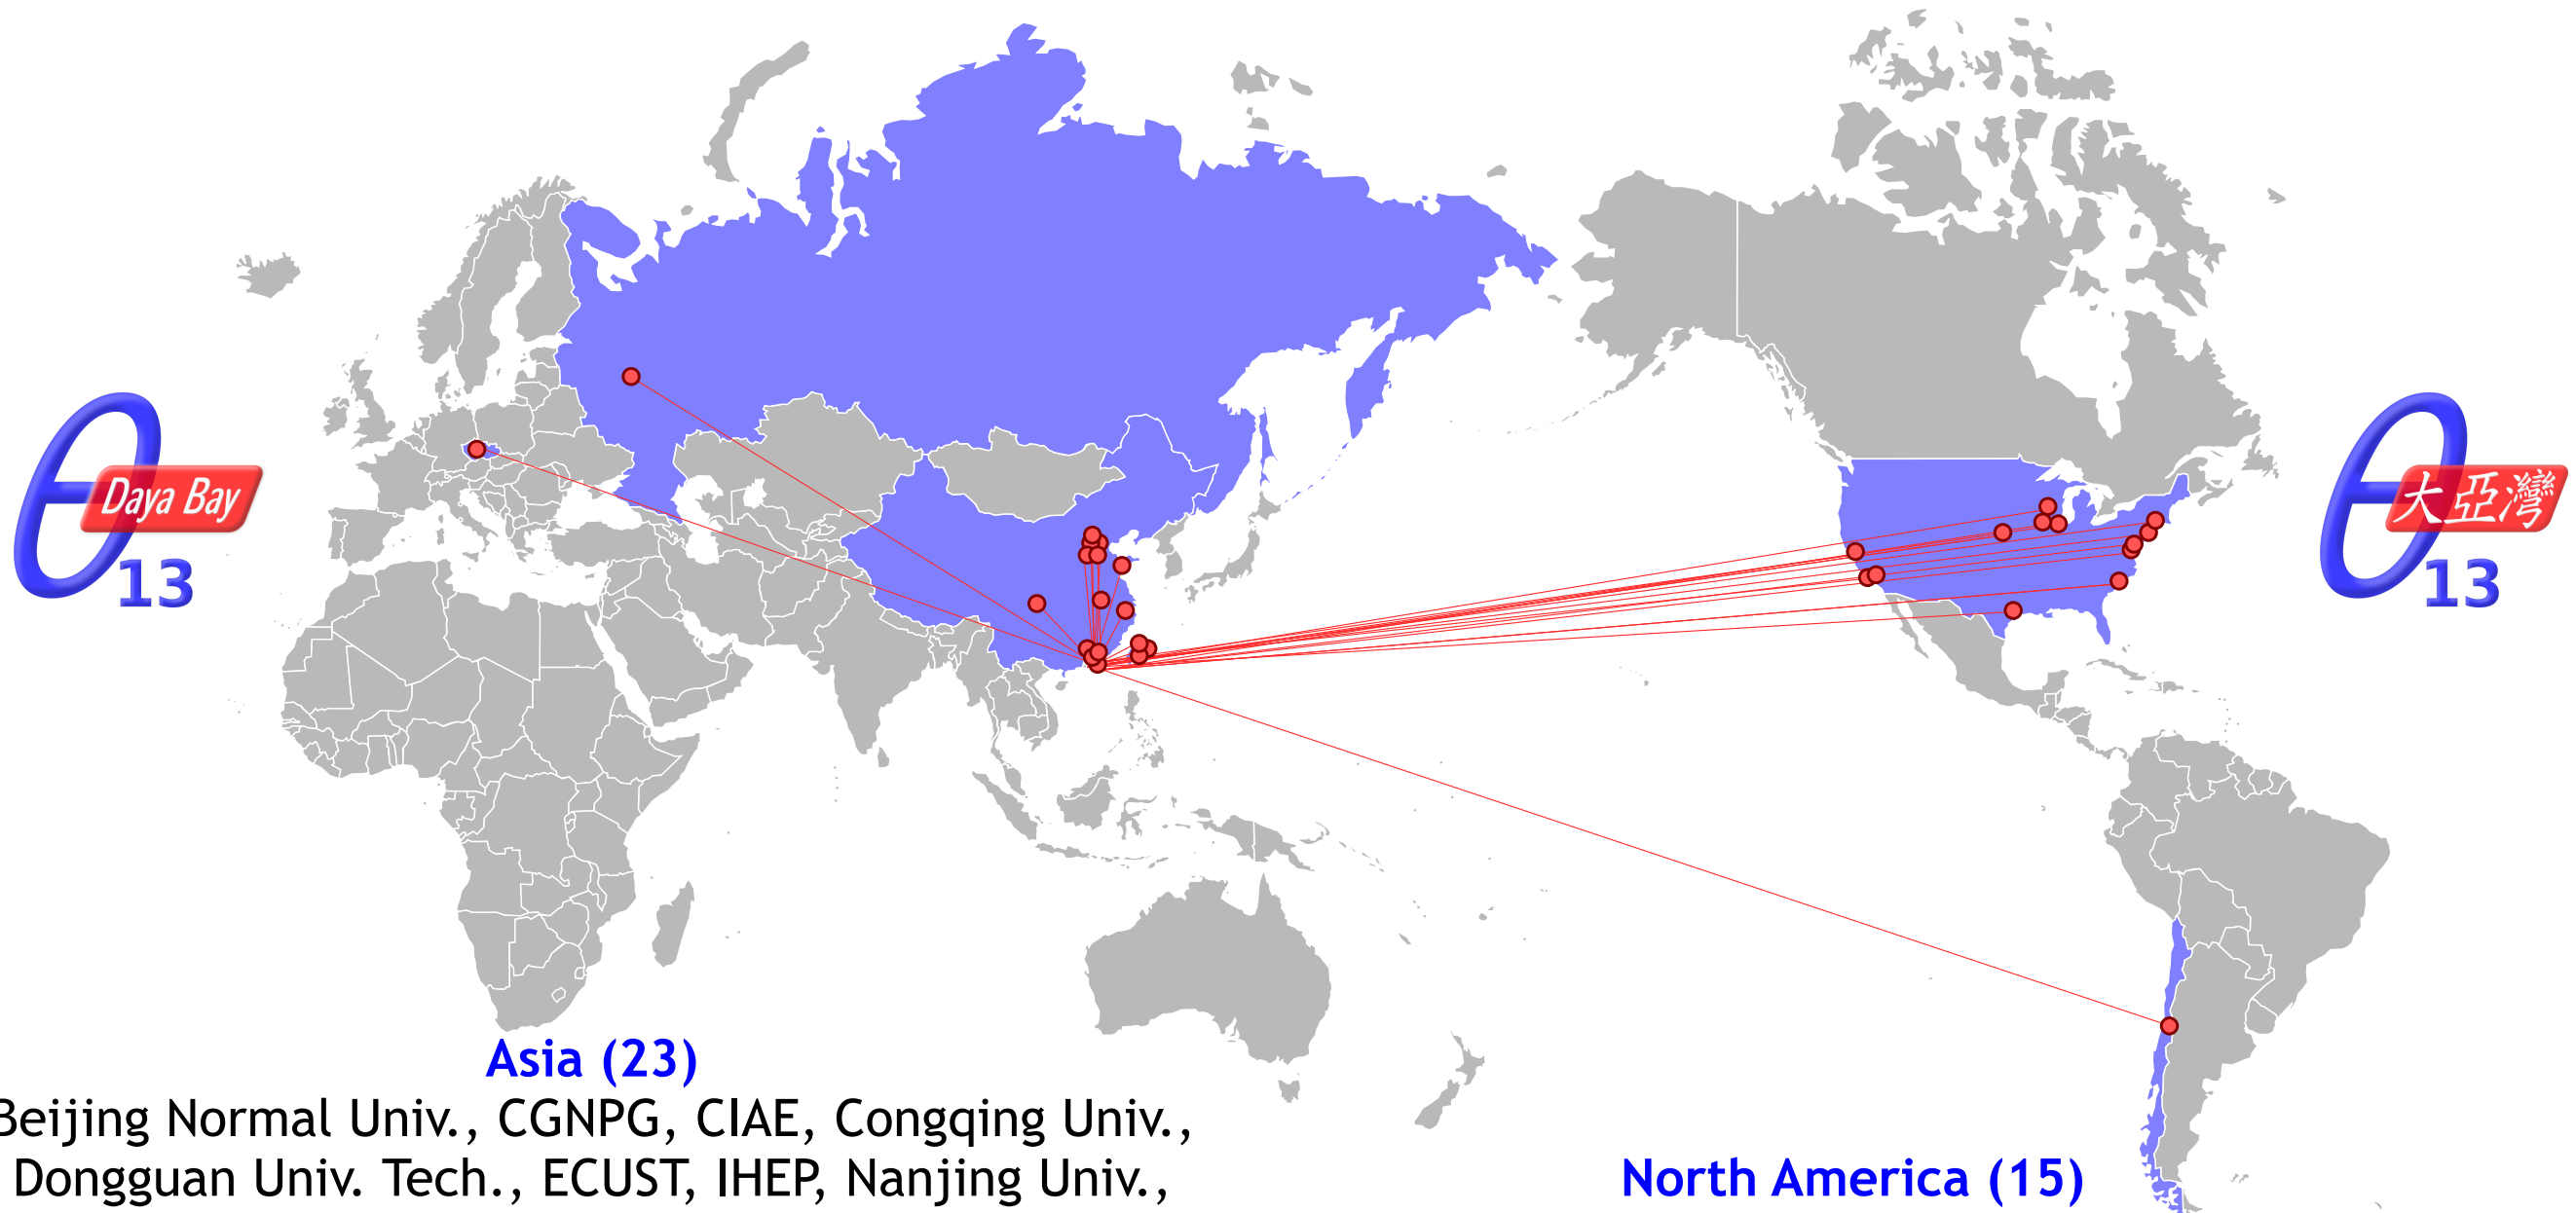 θ
Daya Bay
13
θ
大亞灣
13
Asia (23)
Beijing Normal Univ., CGNPG, CIAE, Congqing Univ.,
Dongguan Univ. Tech., ECUST, IHEP, Nanjing Univ.,
North America (15)